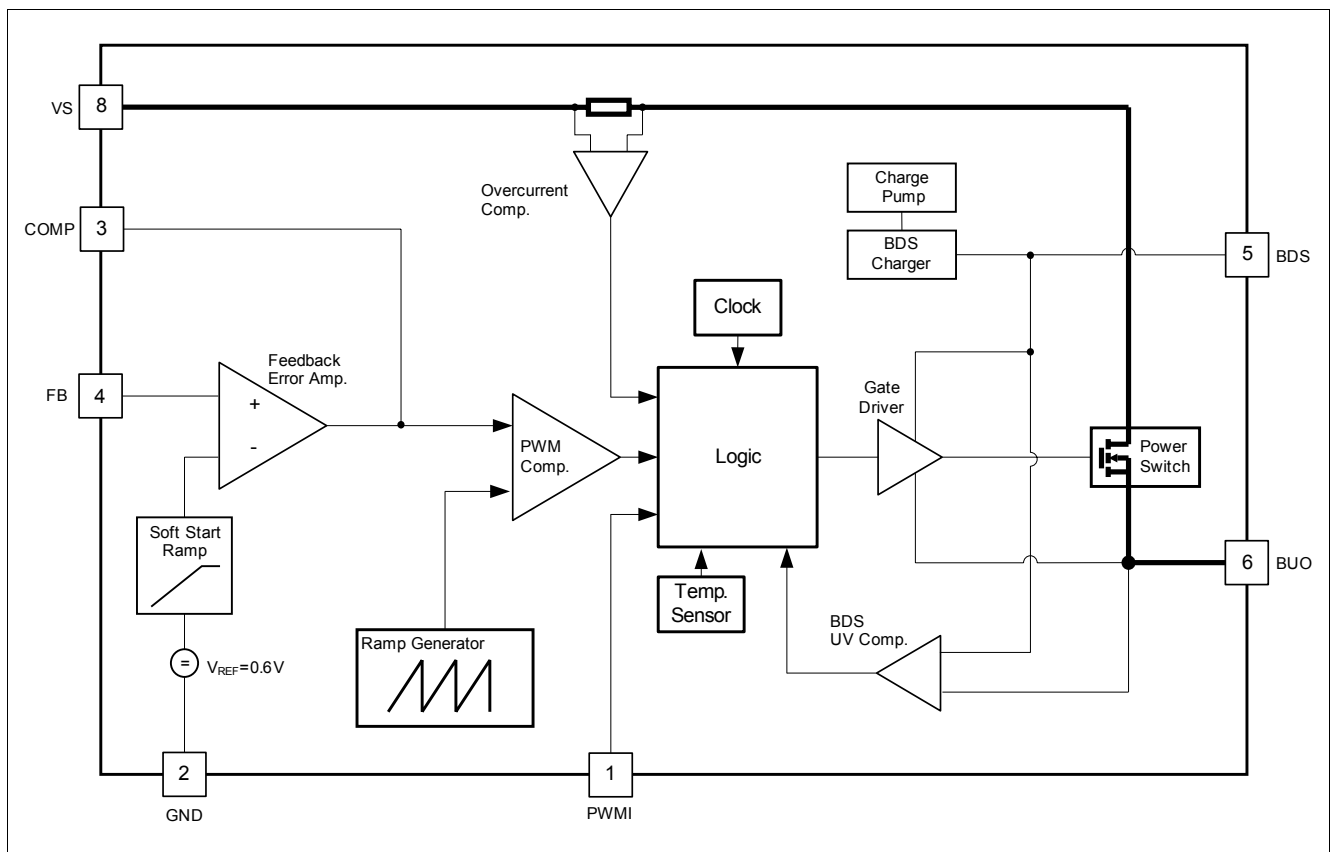 VS
8
Overcurrent
Comp.
Charge
Pump
COMP
3
BDS
Charger
5
BDS
Clock
Feedback
Error Amp.
FB
4
+
-
Gate
Driver
PWM
Comp.
Logic
Power
Switch
Soft Start
Ramp
6
BUO
Temp.
Sensor
BDS
UV Comp.
Ramp Generator
= VREF=0.6V
2
GND
1
PWMI